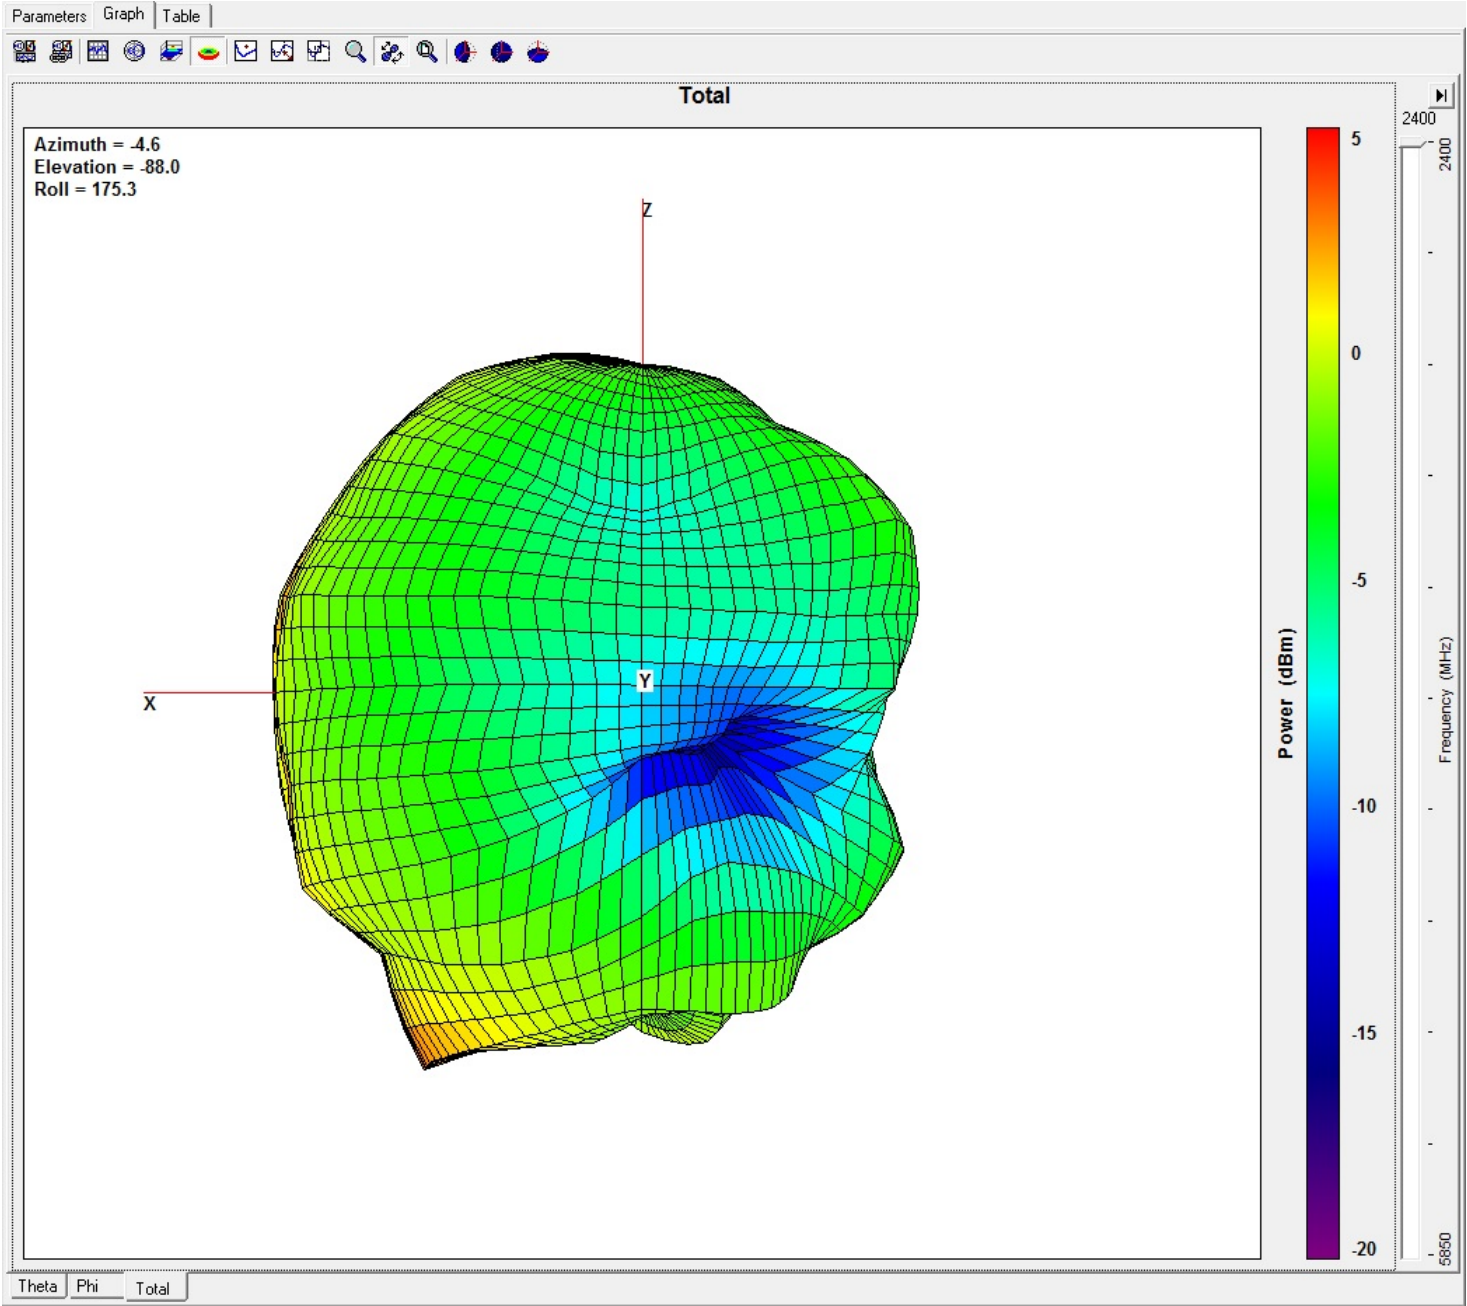 Parameters Graph Table
Total
2400
Azimuth = -4.6
Elevation = -88.0
Roll = 175.3
Z
X
Y
5
0
-5
-10
-15
-20
Power (dBm)
2400
Frequency (MHz)
5850
Theta Phi Total